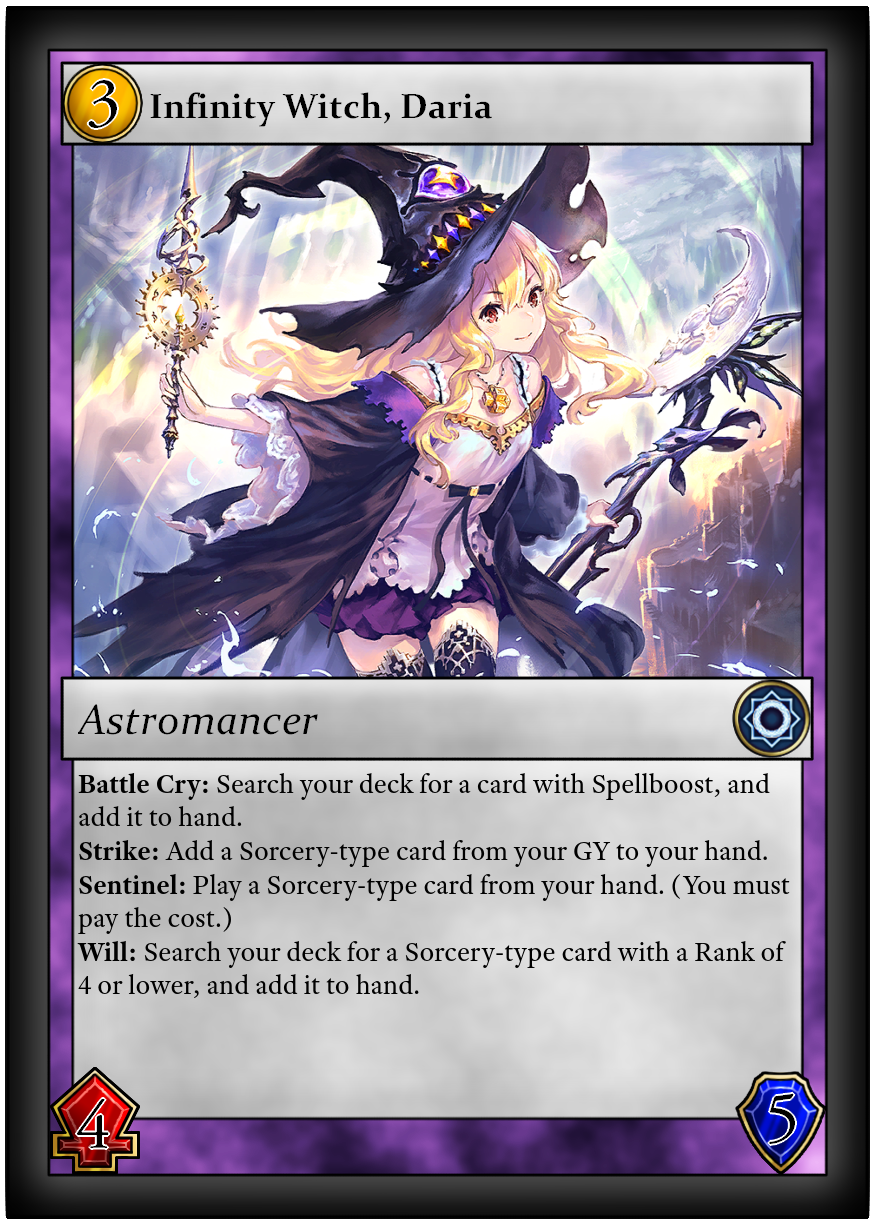 3 Infinity Witch, Daria
Astromancer
Battle Cry: Search your deck for a card with Spellboost, and
add it to hand.
Strike: Add a Sorcery-type card from your GY to your hand.
Sentinel: Play a Sorcery-type card from your hand. (You must
pay the cost.)
Will: Search your deck for a Sorcery-type card with a Rank of
4 or lower, and add it to hand.
4 5